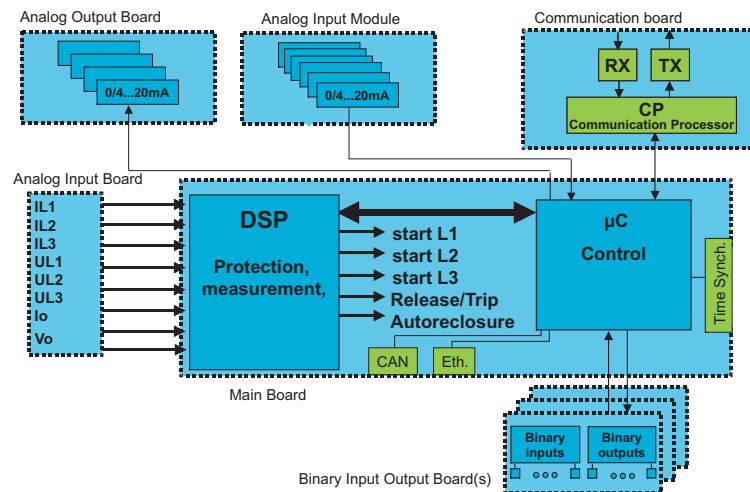 Analog Output Board
Analog Input Module
Communication board
0/4...20mA
0/4...20mA
RX
TX
CP
Communication Processor
Analog Input Board
IL1
IL2
IL3
UL1
UL2
UL3
Io
Vo
DSP
Protection,
measurement,
start L1
start L2
start L3
Release/Trip
Autoreclosure
µC
Control
Time Synch.
CAN
Eth.
Main Board
Binary
inputs
Binary
outputs
Binary Input Output Board(s)